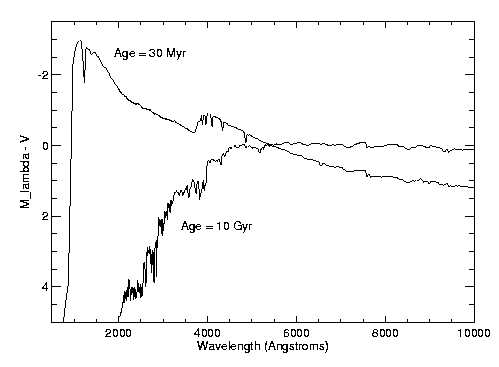 Age = 30 Myr
-2
0
2
4
M_lambda - V
Age = 10 Gyr
2000 4000 6000 8000 10000
Wavelength (Angstroms)